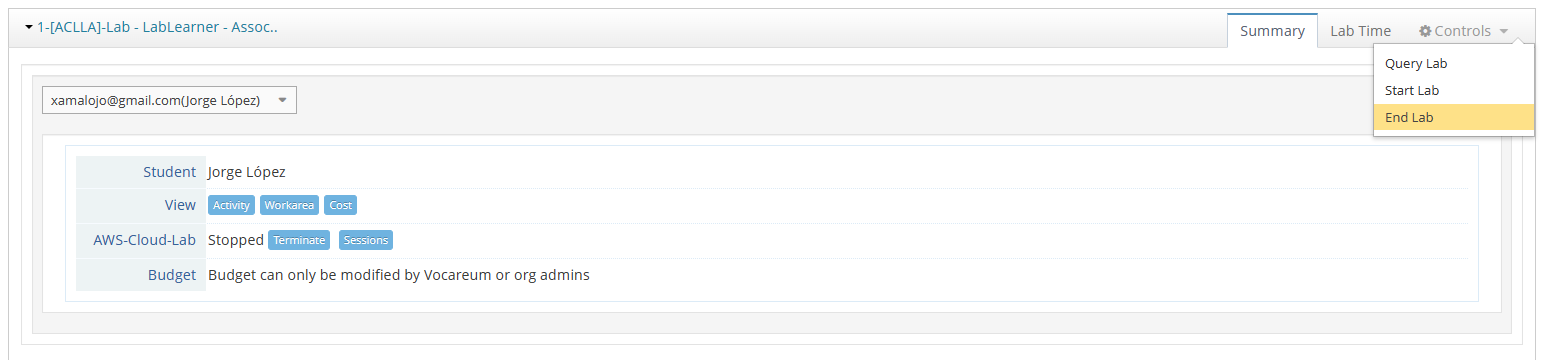 1-[ACLLA]-Lab - LabLearner - Assoc..
Summary
Lab Time
Controls
Query Lab
Start Lab
End Lab
xamalojo@gmail.com(Jorge López)
Student Jorge López
View Activity Workarea Cost
AWS-Cloud-Lab Stopped Terminate Sessions
Budget Budget can only be modified by Vocareum or org admins